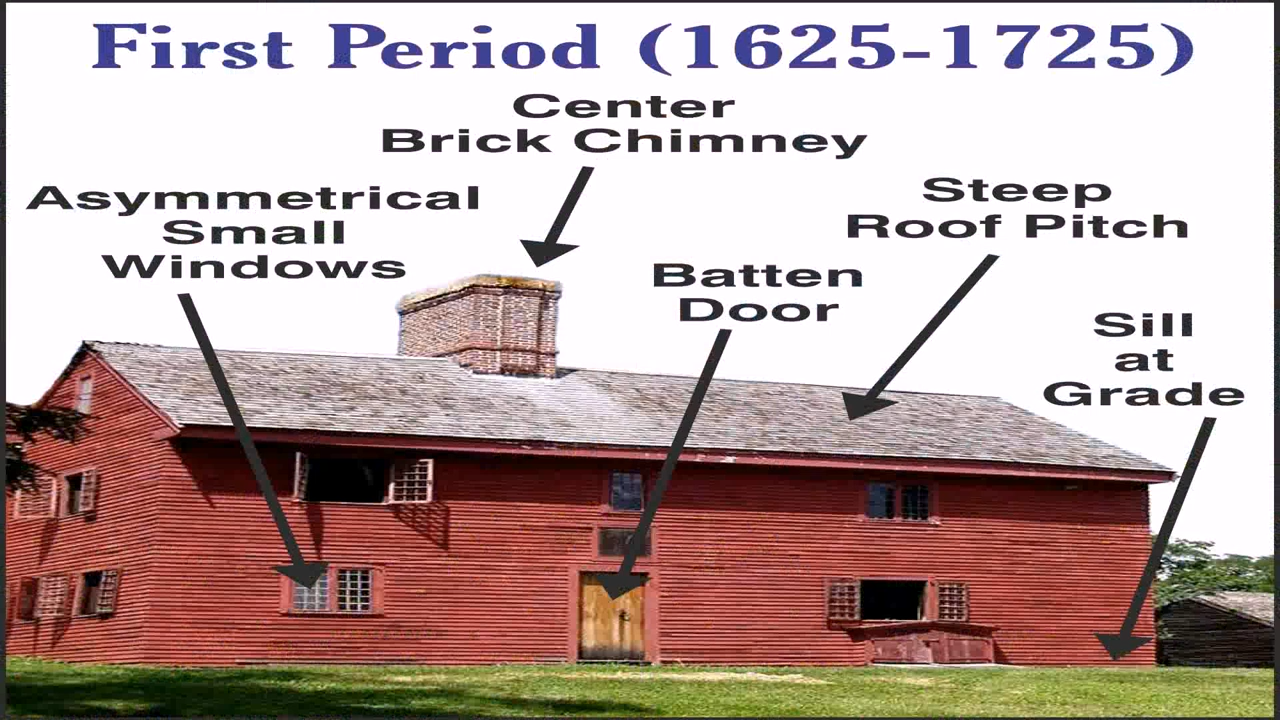 First Period (1625-1725)
Center
Brick Chimney
Asymmetrical
Small
Windows
Batten
Door
Steep
Roof Pitch
Sill
at
Grade